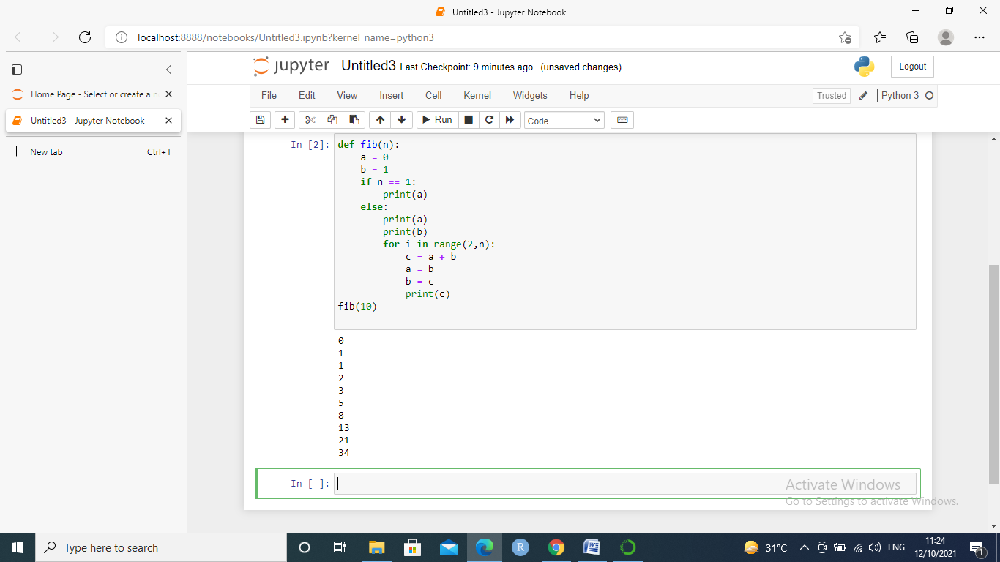 Untitled3 - Jupyter Notebook
localhost:8888/notebooks/Untitled3.ipynb?kernel_name=python3
Home Page - Select or create a n
Untitled3 - Jupyter Notebook
New tab Ctrl+T
jupyter Untitled3 Last Checkpoint: 9 minutes ago (unsaved changes) Logout
File Edit View Insert Cell Kernel Widgets Help Trusted Python 3
Run Code
In [2]: def fib(n):
    a = 0
    b = 1
    if n == 1:
        print(a)
    else:
        print(a)
        print(b)
        for i in range(2,n):
            c = a + b
            a = b
            b = c
            print(c)
fib(10)
0
1
1
2
3
5
8
13
21
34
In [ ]:
Activate Windows
Go to Settings to activate Windows.
Type here to search
R
W
31°C
ENG
11:24
12/10/2021
1